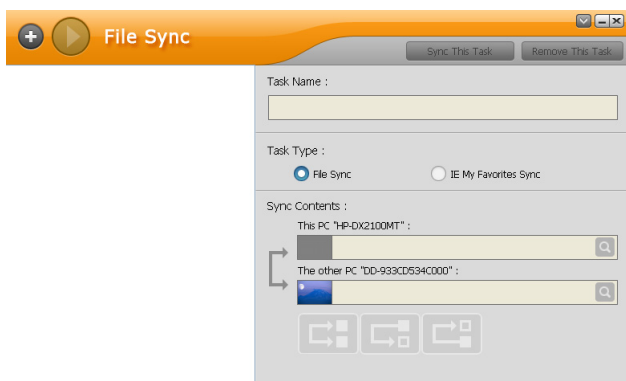 File Sync
Sync This Task
Remove This Task
Task Name :
Task Type :
File Sync
IE My Favorites Sync
Sync Contents :
This PC "HP-DX2100MT" :
The other PC "DD-933CD534C000" :